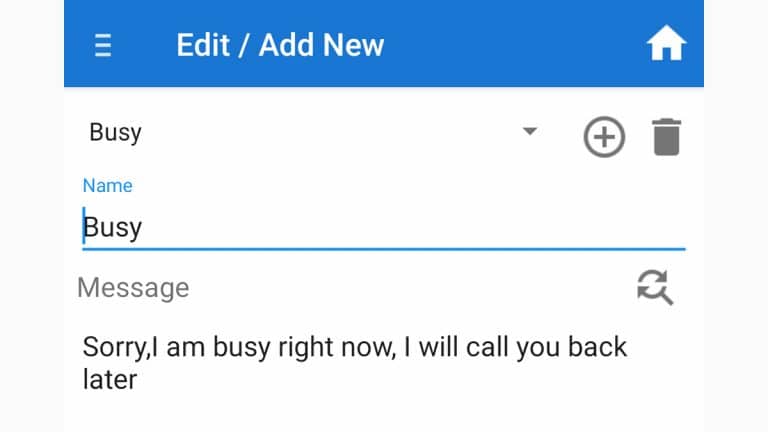 Edit / Add New
Busy
Name
Busy
Message
Sorry,I am busy right now, I will call you back
later